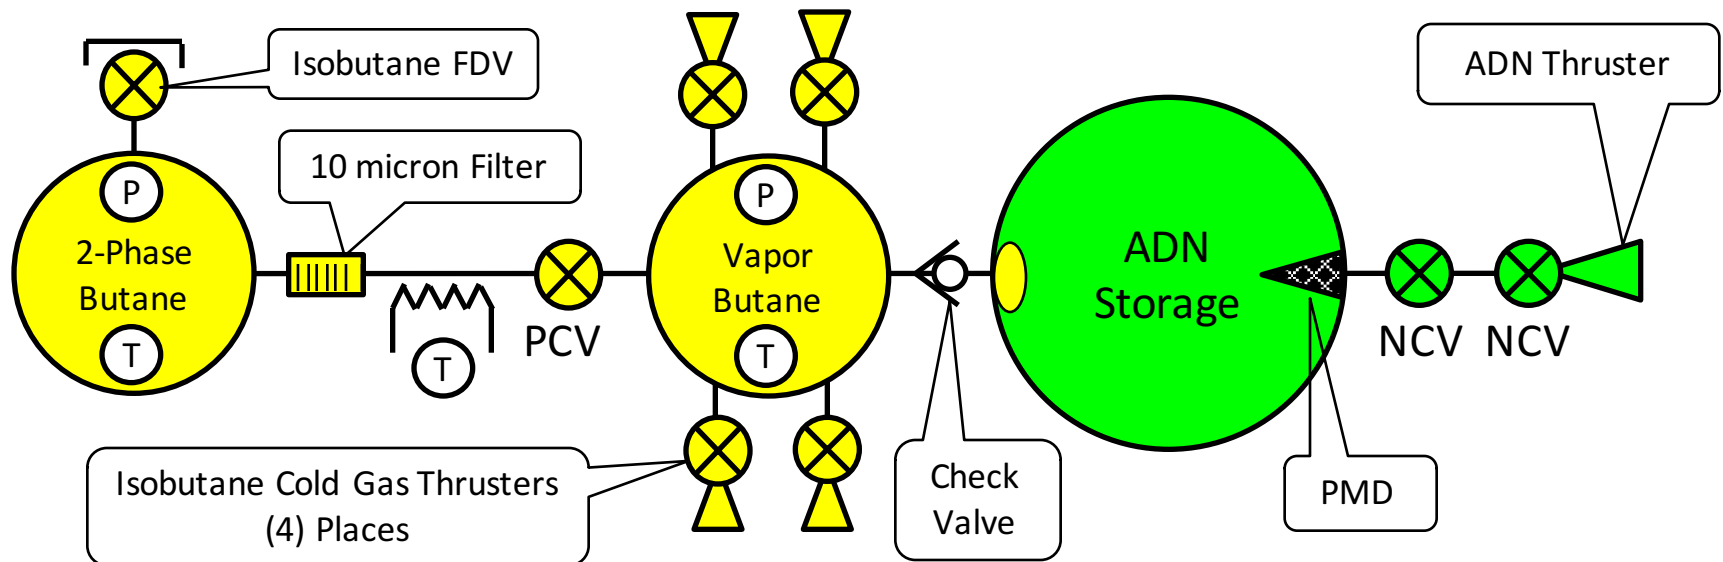 Isobutane FDV
ADN Thruster
10 micron Filter
P
2-Phase
Butane
T
T
PCV
P
Vapor
Butane
T
ADN
Storage
NCV
NCV
Isobutane Cold Gas Thrusters
(4) Places
Check
Valve
PMD